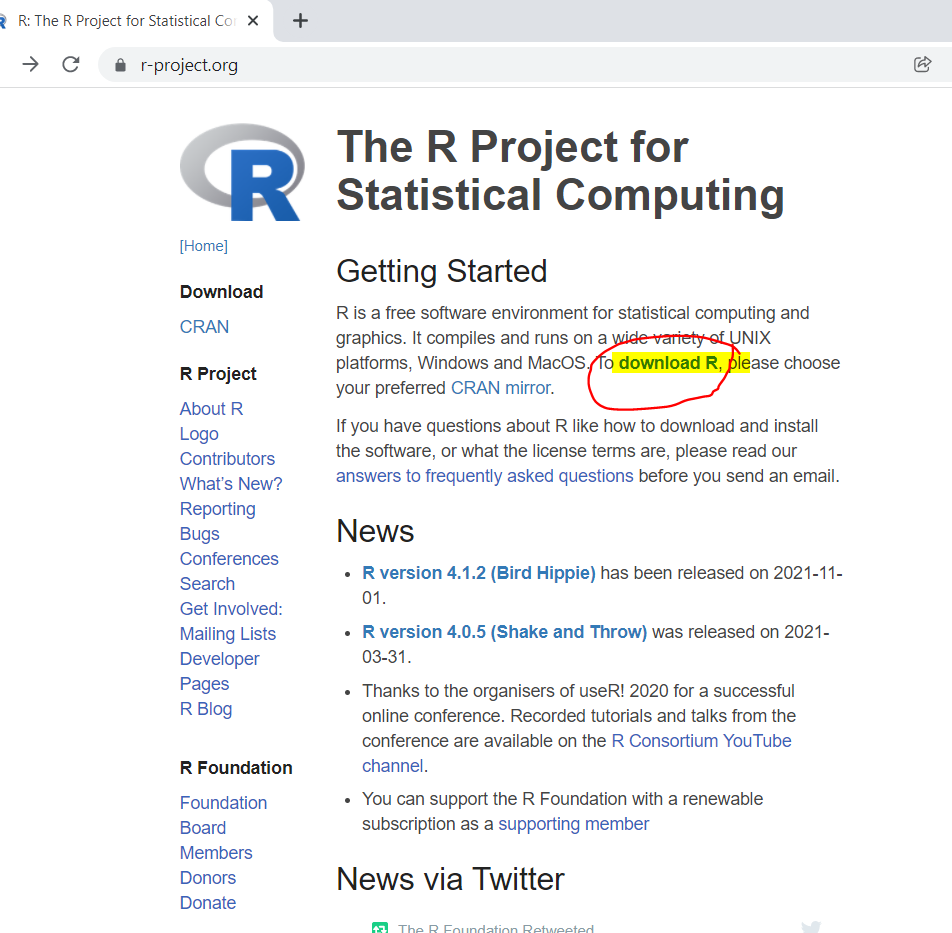 R: The R Project for Statistical Co
r-project.org
R
The R Project for
Statistical Computing
[Home]
Download
CRAN
R Project
About R
Logo
Contributors
What's New?
Reporting
Bugs
Conferences
Search
Get Involved:
Mailing Lists
Developer
Pages
R Blog
R Foundation
Foundation
Board
Members
Donors
Donate
Getting Started
R is a free software environment for statistical computing and
graphics. It compiles and runs on a wide variety of UNIX
platforms, Windows and MacOS. To download R, please choose
your preferred CRAN mirror.
If you have questions about R like how to download and install
the software, or what the license terms are, please read our
answers to frequently asked questions before you send an email.
News
• R version 4.1.2 (Bird Hippie) has been released on 2021-11-
01.
• R version 4.0.5 (Shake and Throw) was released on 2021-
03-31.
• Thanks to the organisers of useR! 2020 for a successful
online conference. Recorded tutorials and talks from the
conference are available on the R Consortium YouTube
channel.
• You can support the R Foundation with a renewable
subscription as a supporting member
News via Twitter
The R Foundation Retweeted